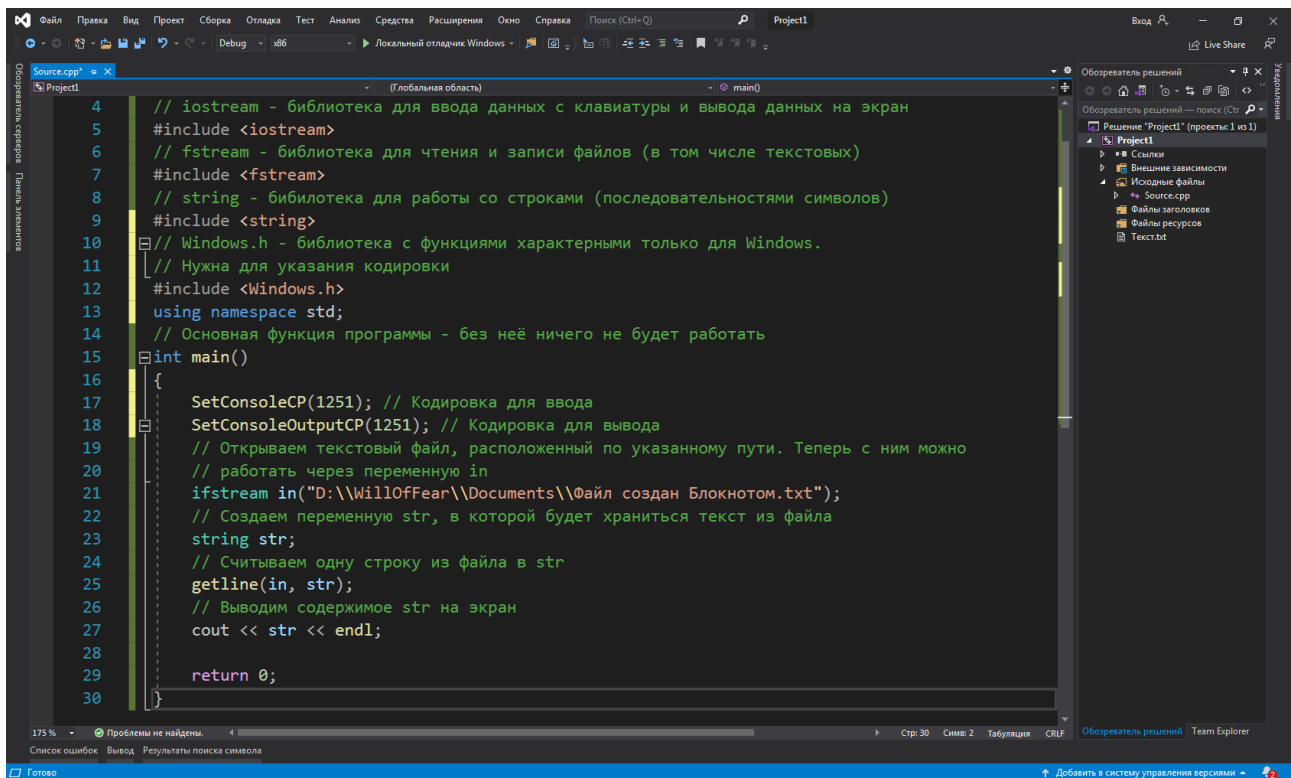 Файл Правка Вид Проект Сборка Отладка Тест Анализ Средства Расширения Окно Справка Поиск (Ctrl+Q) Project1 Вход
Debug x86 Локальный отладчик Windows Live Share
Обозреватель серверов
Панель элементов
Source.cpp*
Project1 (Глобальная область) main()
4 // iostream - библиотека для ввода данных с клавиатуры и вывода данных на экран
5 #include <iostream>
6 // fstream - библиотека для чтения и записи файлов (в том числе текстовых)
7 #include <fstream>
8 // string - бибилотека для работы со строками (последовательностями символов)
9 #include <string>
10 // Windows.h - библиотека с функциями характерными только для Windows.
11 // Нужна для указания кодировки
12 #include <Windows.h>
13 using namespace std;
14 // Основная функция программы - без неё ничего не будет работать
15 int main()
16 {
17 SetConsoleCP(1251); // Кодировка для ввода
18 SetConsoleOutputCP(1251); // Кодировка для вывода
19 // Открываем текстовый файл, расположенный по указанному пути. Теперь с ним можно
20 // работать через переменную in
21 ifstream in("D:\\WillOfFear\\Documents\\Файл создан Блокнотом.txt");
22 // Создаем переменную str, в которой будет храниться текст из файла
23 string str;
24 // Считываем одну строку из файла в str
25 getline(in, str);
26 // Выводим содержимое str на экран
27 cout << str << endl;
28
29 return 0;
30 }
175 % Проблемы не найдены. Стр: 30 Симв: 2 Табуляция CRLF
Обозреватель решений
Обозреватель решений — поиск (Ctr
Решение "Project1" (проекты: 1 из 1)
Project1
Ссылки
Внешние зависимости
Исходные файлы
Source.cpp
Файлы заголовков
Файлы ресурсов
Текст.txt
Обозреватель решений Team Explorer
Уведомления
Список ошибок Вывод Результаты поиска символа
Готово Добавить в систему управления версиями 2